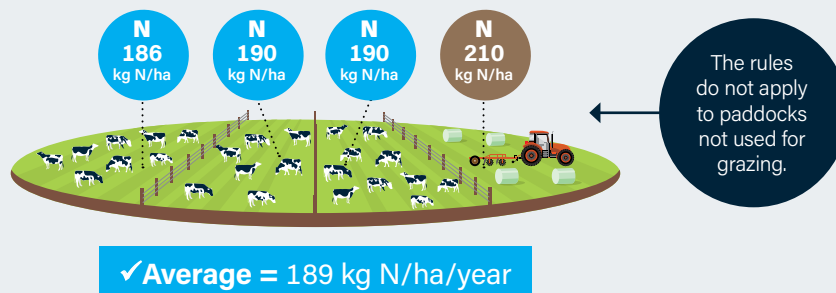 N
186
kg N/ha
N
190
kg N/ha
N
190
kg N/ha
N
210
kg N/ha
The rules
do not apply
to paddocks
not used for
grazing.
✓Average = 189 kg N/ha/year